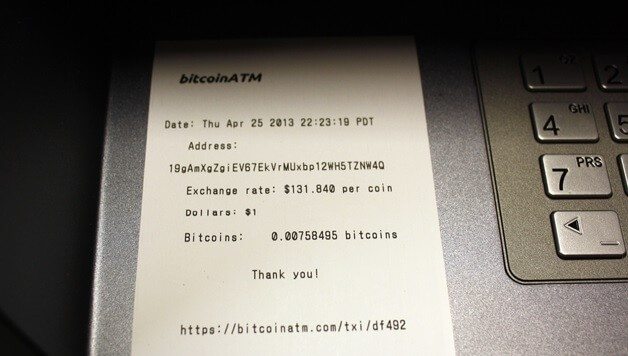 bitcoinATM
Date: Thu Apr 25 2013 22:23:19 PDT
Address:
19gAmXgZgiEV67EkVrMUxbp12WH5TZNW4Q
Exchange rate: $131.840 per coin
Dollars: $1
Bitcoins: 0.00758495 bitcoins
Thank you!
https://bitcoinatm.com/txi/df492
1
2
4 GHI
5
7 PRS